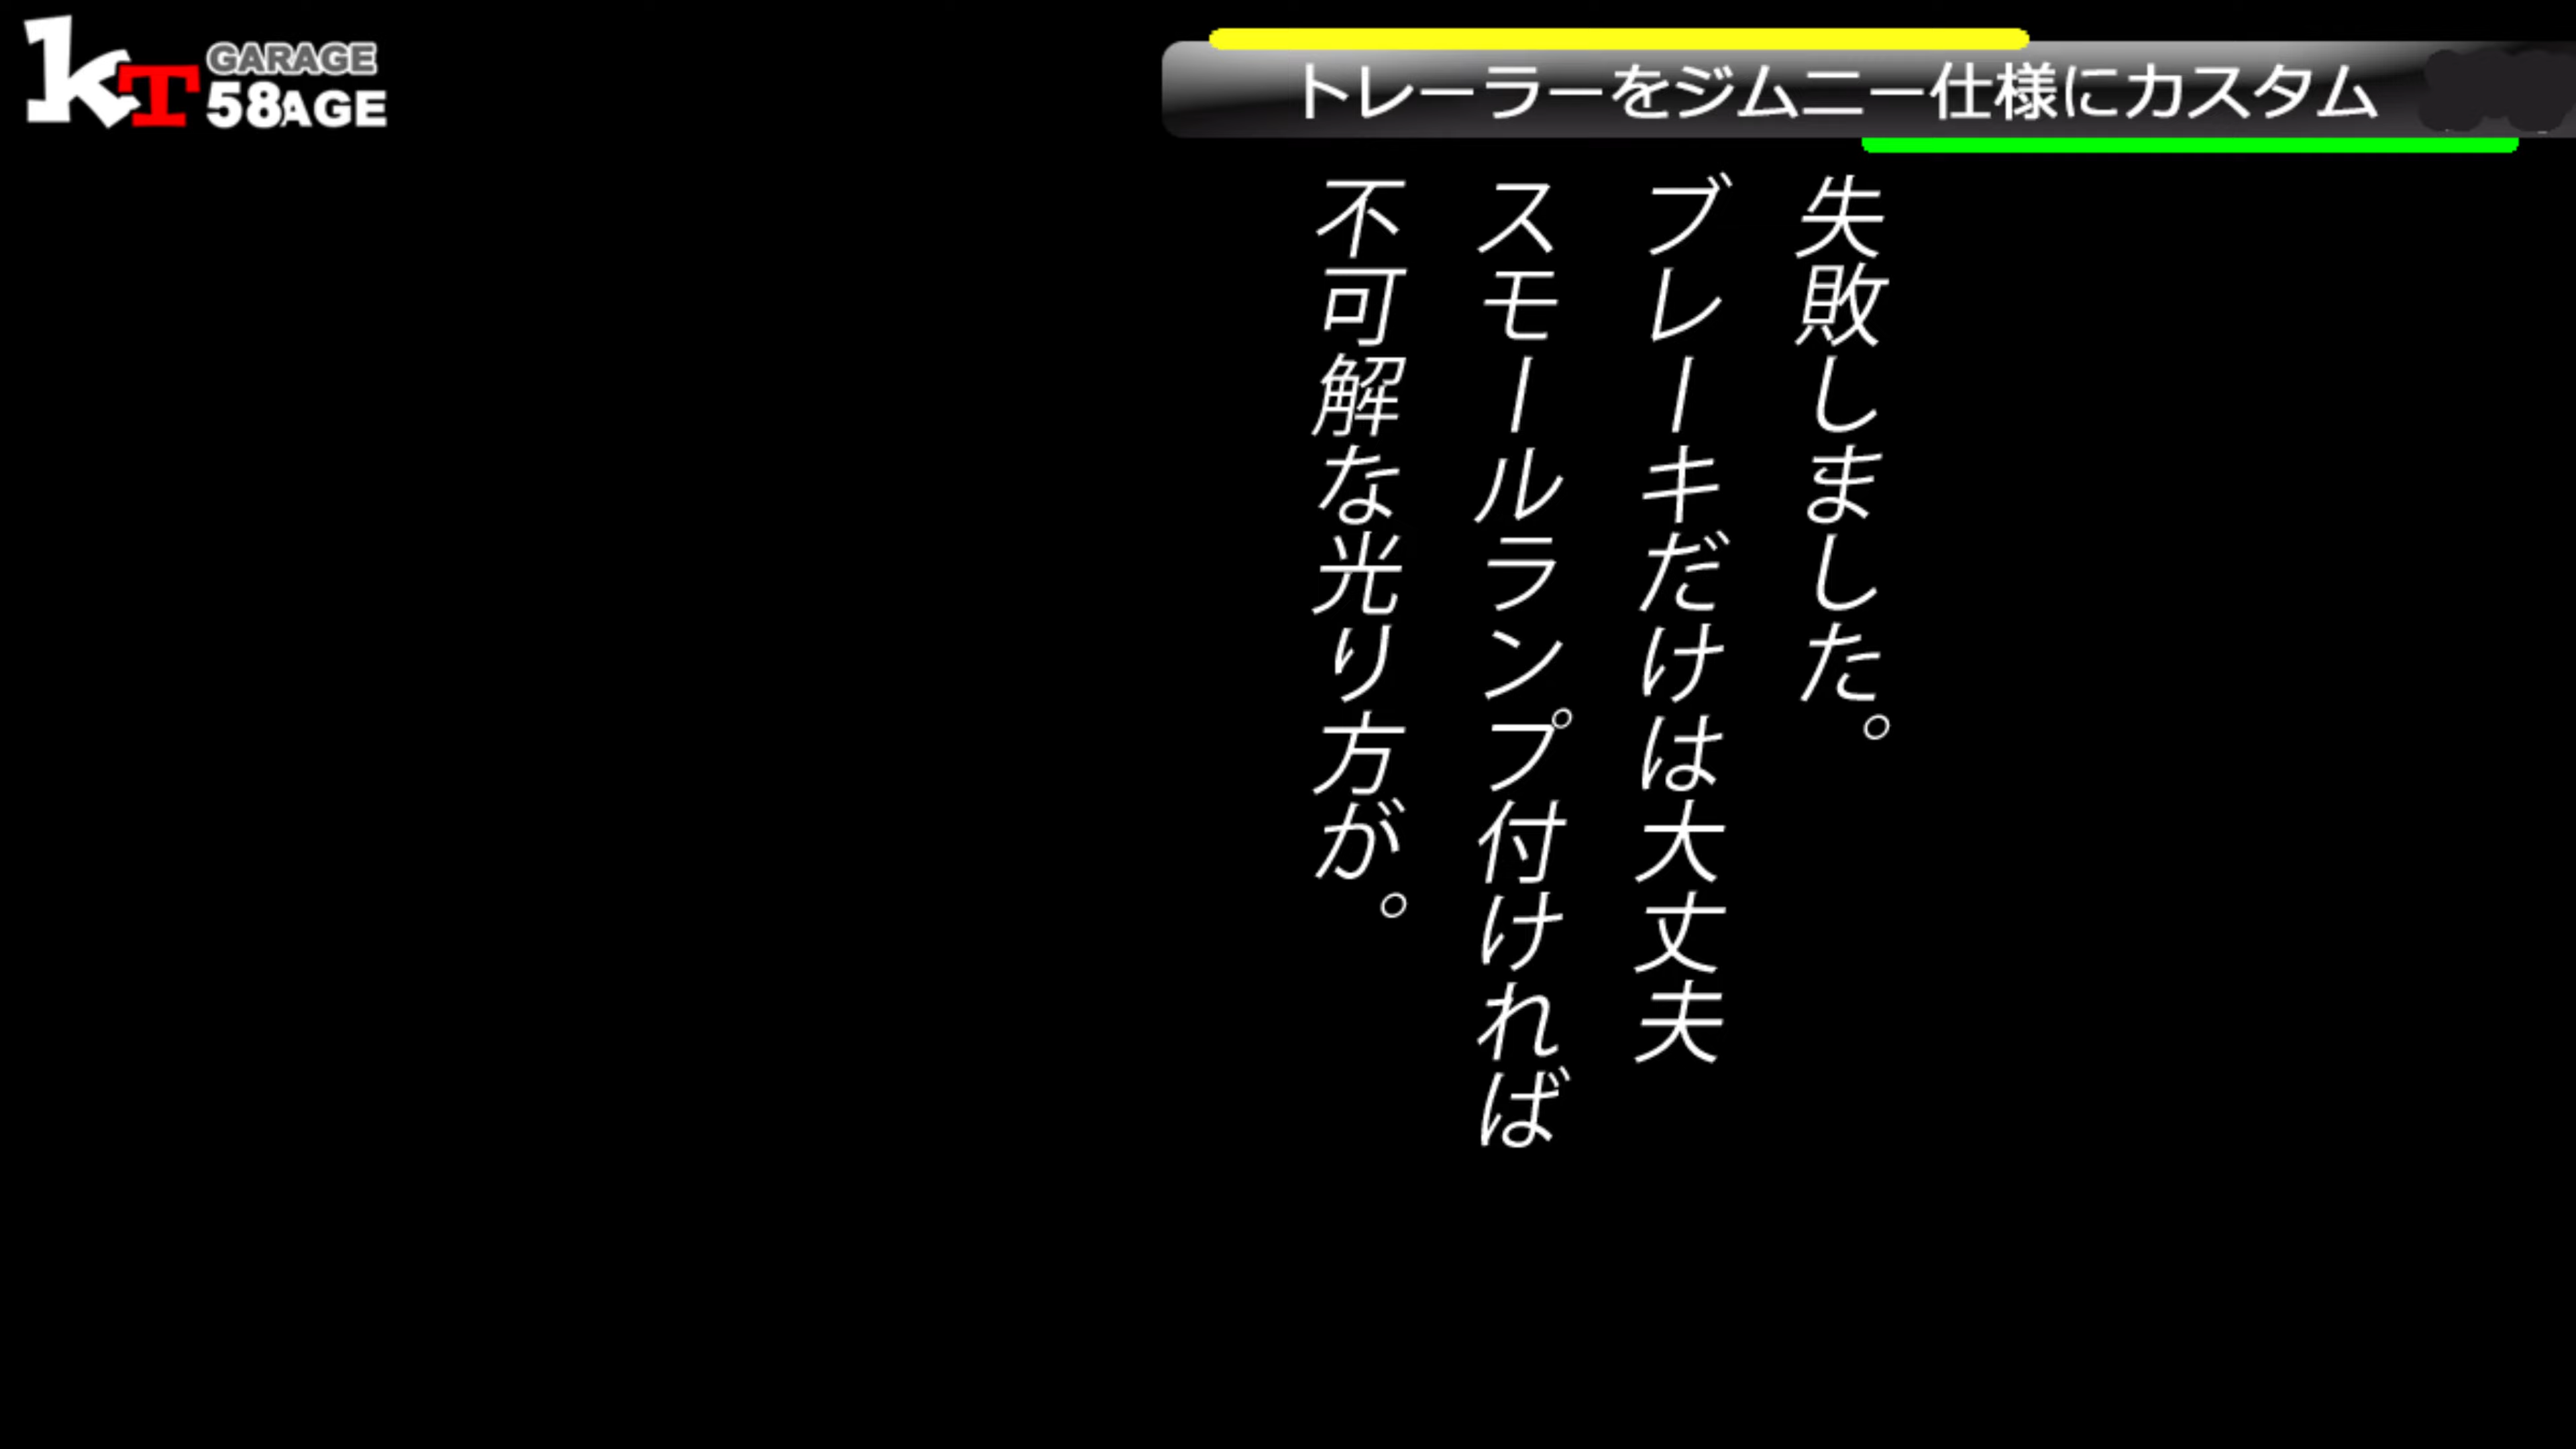 kT GARAGE
58AGE
トレーラーをジムニー仕様にカスタム
失敗しました。
ブレーキだけは大丈夫
スモールランプ付ければ
不可解な光り方が。